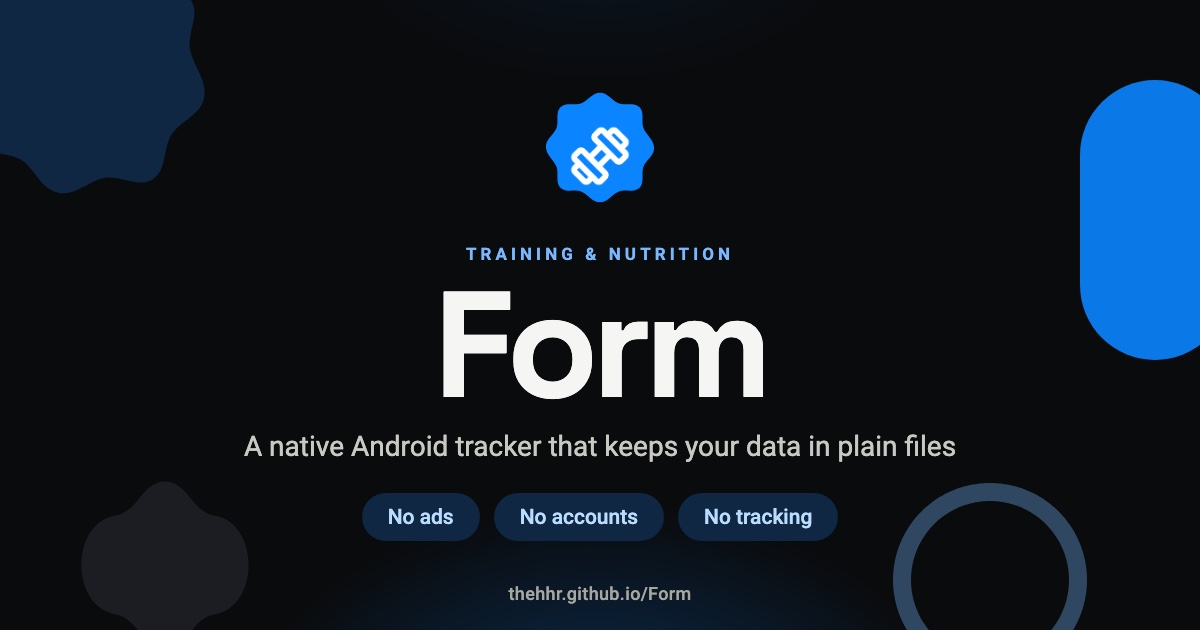 TRAINING & NUTRITION
Form
A native Android tracker that keeps your data in plain files
No ads
No accounts
No tracking
thehhr.github.io/Form